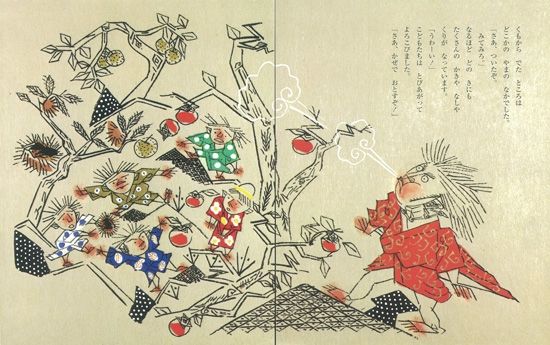 くもから でた ところは
どこかの やまの なかでした。
「さあ、ついたぞ。
みてみろ。」
なるほど どの きにも
たくさんの かきや なしや
くりが なっています。
「うわーい！」
こどもたちは とびあがって
よろこびました。
「さあ、かぜで おとすぞ！」